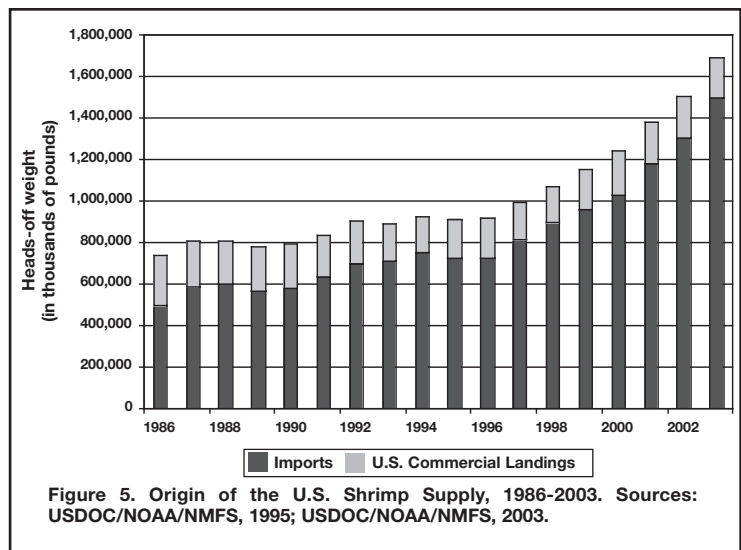 1,800,000
1,600,000
1,400,000
1,200,000
1,000,000
800,000
600,000
400,000
200,000
0
Heads-off weight
(in thousands of pounds)
1986 1988 1990 1992 1994 1996 1998 2000 2002
Imports U.S. Commercial Landings
Figure 5. Origin of the U.S. Shrimp Supply, 1986-2003. Sources:
USDOC/NOAA/NMFS, 1995; USDOC/NOAA/NMFS, 2003.